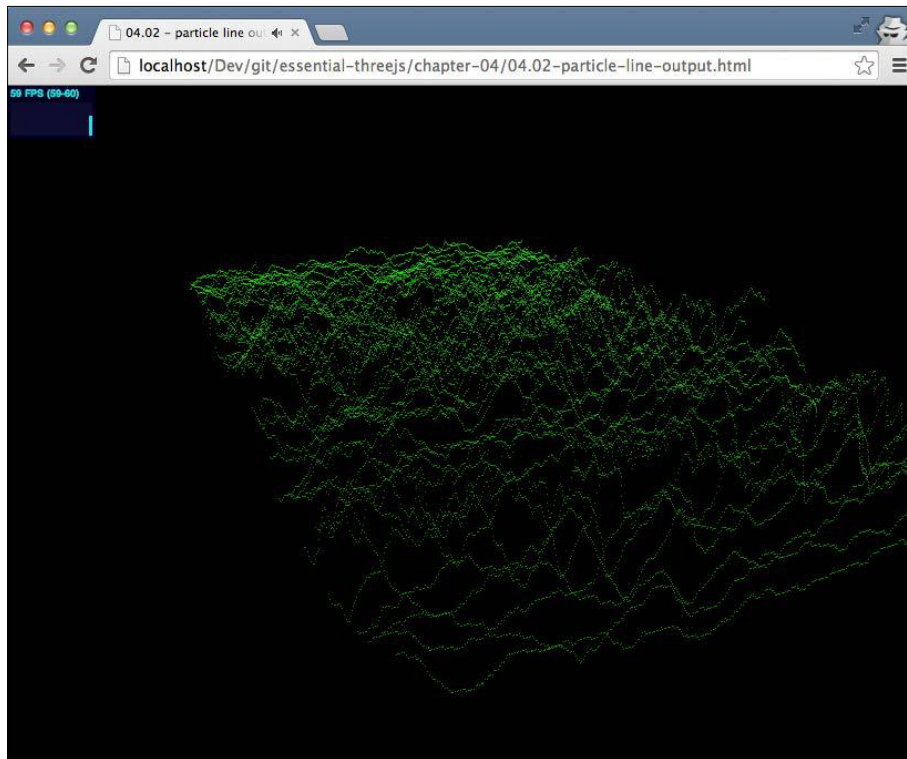 04.02 - particle line ou
localhost/Dev/git/essential-threejs/chapter-04/04.02-particle-line-output.html
59 FPS (59-60)